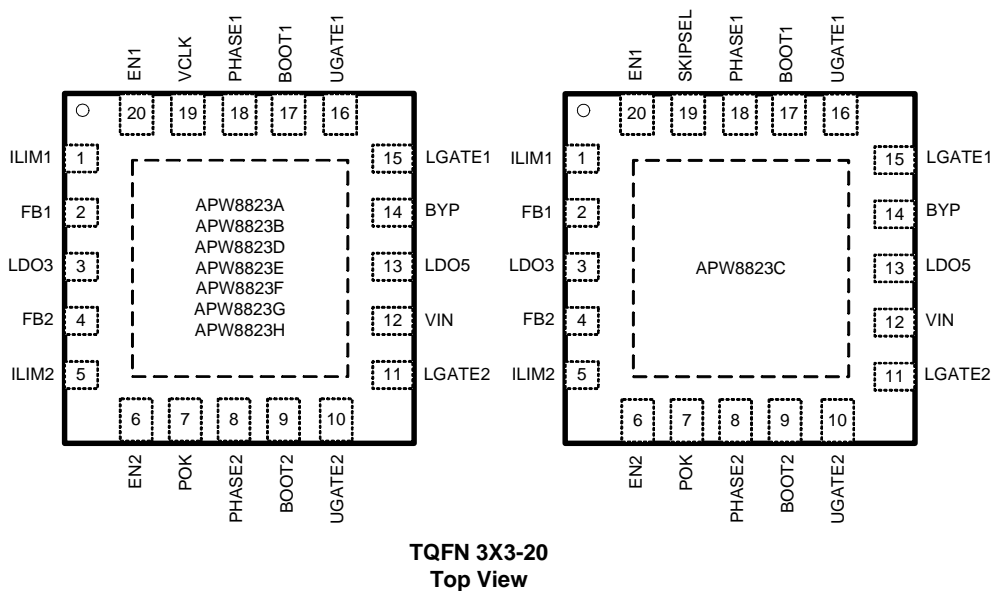 EN1
VCLK
PHASE1
BOOT1
UGATE1
20
19
18
17
16
ILIM1
1
FB1
2
LDO3
3
FB2
4
ILIM2
5
APW8823A
APW8823B
APW8823D
APW8823E
APW8823F
APW8823G
APW8823H
15
LGATE1
14
BYP
13
LDO5
12
VIN
11
LGATE2
6
7
8
9
10
EN2
POK
PHASE2
BOOT2
UGATE2
EN1
SKIPSEL
PHASE1
BOOT1
UGATE1
20
19
18
17
16
ILIM1
1
FB1
2
LDO3
3
FB2
4
ILIM2
5
APW8823C
15
LGATE1
14
BYP
13
LDO5
12
VIN
11
LGATE2
6
7
8
9
10
EN2
POK
PHASE2
BOOT2
UGATE2
TQFN 3X3-20
Top View